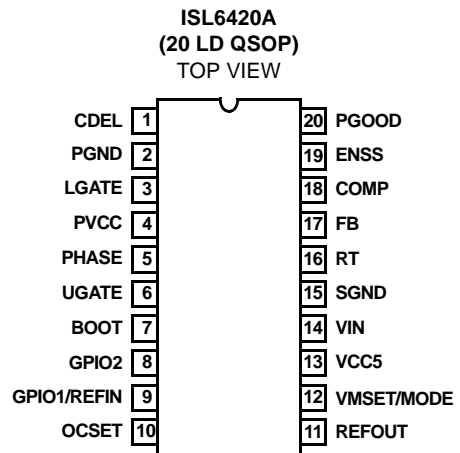 ISL6420A
(20 LD QSOP)
TOP VIEW
CDEL 1 20 PGOOD
PGND 2 19 ENSS
LGATE 3 18 COMP
PVCC 4 17 FB
PHASE 5 16 RT
UGATE 6 15 SGND
BOOT 7 14 VIN
GPIO2 8 13 VCC5
GPIO1/REFIN 9 12 VMSET/MODE
OCSET 10 11 REFOUT